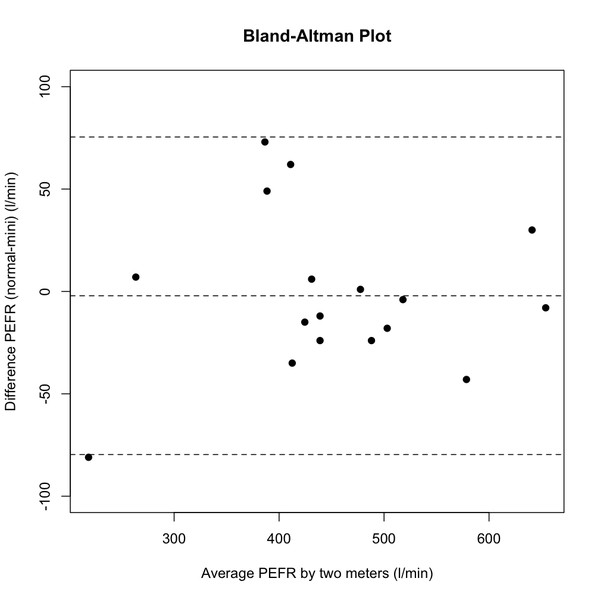 Bland-Altman Plot
Difference PEFR (normal-mini) (l/min)
100
50
0
-50
-100
300 400 500 600
Average PEFR by two meters (l/min)